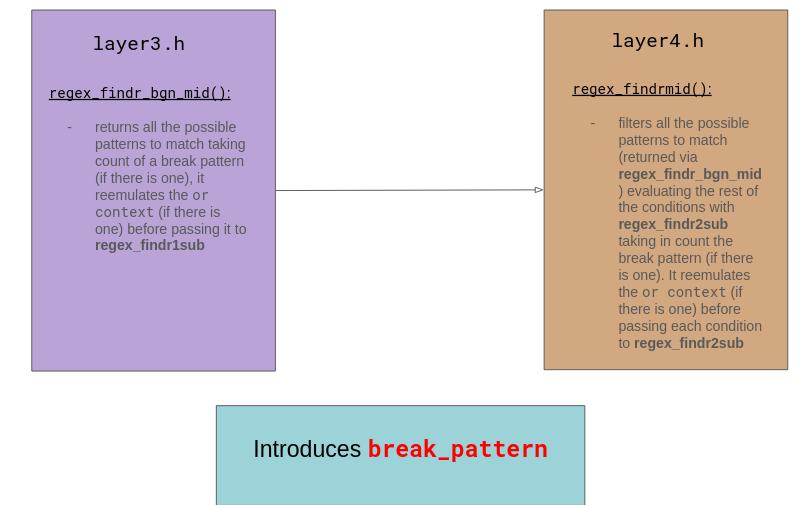 layer3.h
regex_findr_bgn_mid():
- returns all the possible
patterns to match taking
count of a break pattern
(if there is one), it
reemulates the or
context (if there is
one) before passing it to
regex_findr1sub
layer4.h
regex_findrmid():
- filters all the possible
patterns to match
(returned via
regex_findr_bgn_mid
) evaluating the rest of
the conditions with
regex_findr2sub
taking in count the
break pattern (if there
is one). It reemulates
the or context (if
there is one) before
passing each condition
to regex_findr2sub
Introduces break_pattern